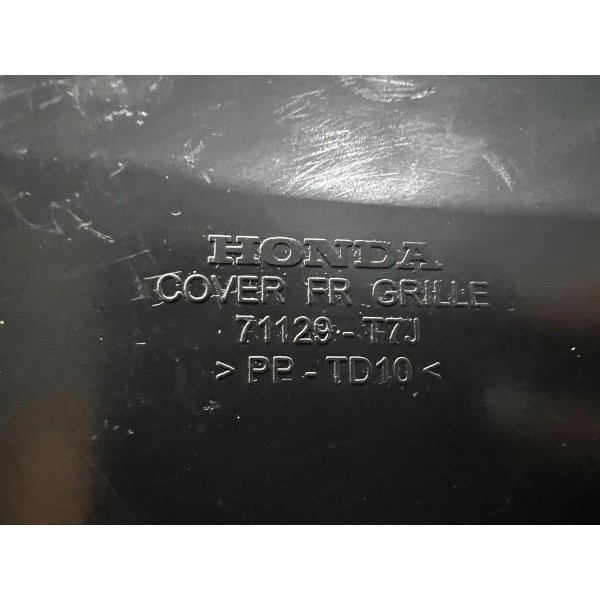 HONDA
COVER FR GRILLE
71129-T7J
> PP - TD10 <